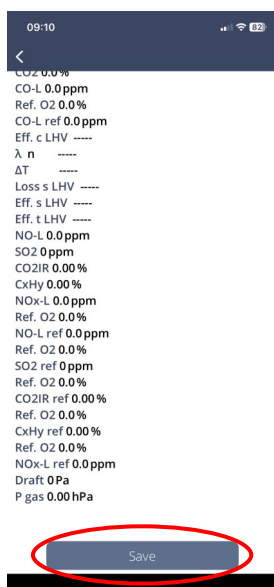 09:10 82
CO2 0.0 %
CO-L 0.0 ppm
Ref. O2 0.0 %
CO-L ref 0.0 ppm
Eff. c LHV -----
λ n -----
ΔT -----
Loss s LHV -----
Eff. s LHV -----
Eff. t LHV -----
NO-L 0.0 ppm
SO2 0 ppm
CO2IR 0.00 %
CxHy 0.00 %
NOx-L 0.0 ppm
Ref. O2 0.0 %
NO-L ref 0.0 ppm
Ref. O2 0.0 %
SO2 ref 0 ppm
Ref. O2 0.0 %
CO2IR ref 0.00 %
Ref. O2 0.0 %
CxHy ref 0.00 %
Ref. O2 0.0 %
NOx-L ref 0.0 ppm
Draft 0 Pa
P gas 0.00 hPa
Save